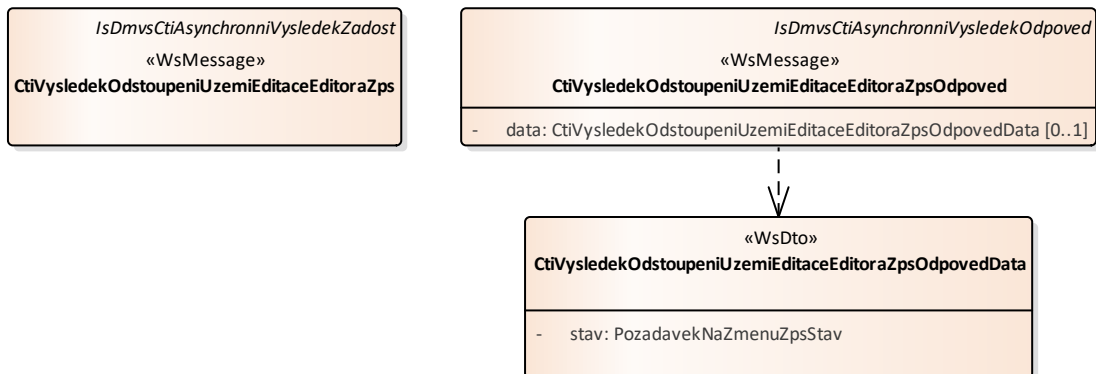 IsDmvsCtiAsynchronniVysledekZadost
«WsMessage»
CtiVysledekOdstoupeniUzemiEditaceEditoraZps
IsDmvsCtiAsynchronniVysledekOdpoved
«WsMessage»
CtiVysledekOdstoupeniUzemiEditaceEditoraZpsOdpoved
- data: CtiVysledekOdstoupeniUzemiEditaceEditoraZpsOdpovedData [0..1]
«WsDto»
CtiVysledekOdstoupeniUzemiEditaceEditoraZpsOdpovedData
- stav: PozadavekNaZmenuZpsStav